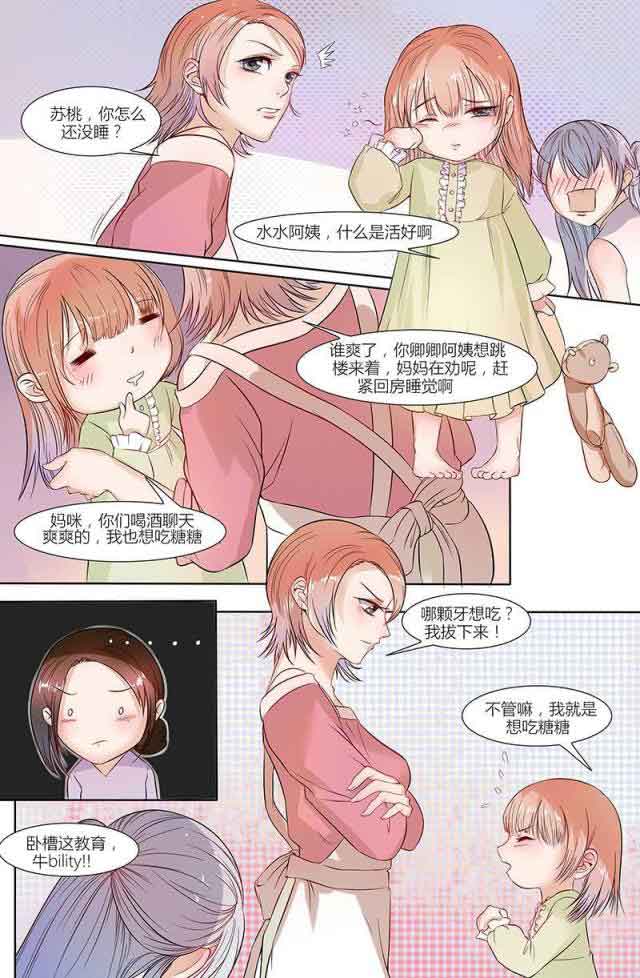 苏桃，你怎么
还没睡？
水水阿姨，什么是活好啊
谁爽了，你卿卿阿姨想跳
楼来着，妈妈在劝呢，赶
紧回房睡觉啊
妈咪，你们喝酒聊天
爽爽的，我也想吃糖糖
哪颗牙想吃？
我拔下来！
......
不管嘛，我就是
想吃糖糖
卧槽这教育，
牛bility!!